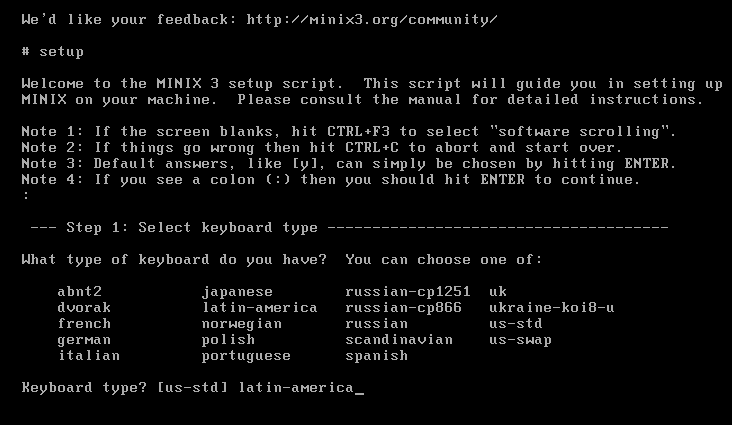 We'd like your feedback: http://minix3.org/community/
# setup
Welcome to the MINIX 3 setup script.  This script will guide you in setting up
MINIX on your machine.  Please consult the manual for detailed instructions.
Note 1: If the screen blanks, hit CTRL+F3 to select "software scrolling".
Note 2: If things go wrong then hit CTRL+C to abort and start over.
Note 3: Default answers, like [y], can simply be chosen by hitting ENTER.
Note 4: If you see a colon (:) then you should hit ENTER to continue.
:
--- Step 1: Select keyboard type --------------------------------------
What type of keyboard do you have?  You can choose one of:
abnt2 japanese russian-cp1251 uk
dvorak latin-america russian-cp866 ukraine-koi8-u
french norwegian russian us-std
german polish scandinavian us-swap
italian portuguese spanish
Keyboard type? [us-std] latin-america_